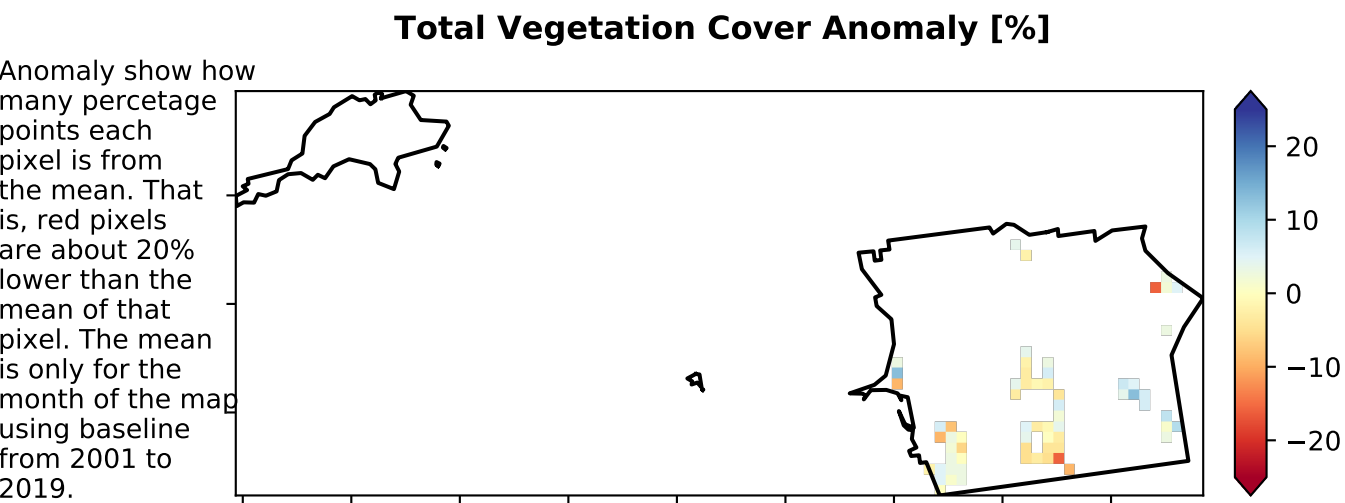 Total Vegetation Cover Anomaly [%]
Anomaly show how
many percetage
points each
pixel is from
the mean. That
is, red pixels
are about 20%
lower than the
mean of that
pixel. The mean
is only for the
month of the map
using baseline
from 2001 to
2019.
20
10
0
−10
−20